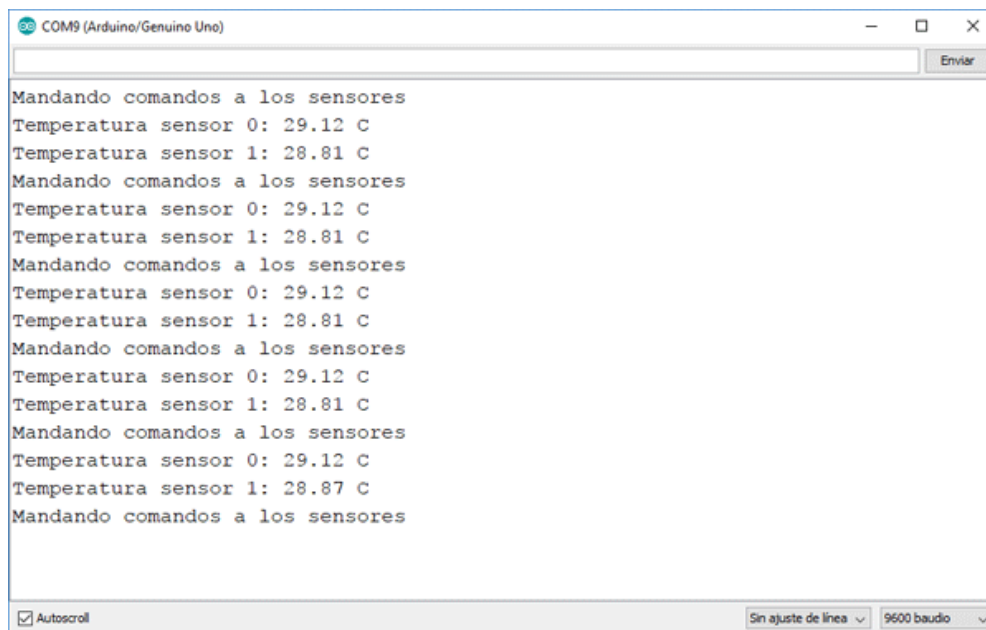 COM9 (Arduino/Genuino Uno)
Enviar
Mandando comandos a los sensores
Temperatura sensor 0: 29.12 C
Temperatura sensor 1: 28.81 C
Mandando comandos a los sensores
Temperatura sensor 0: 29.12 C
Temperatura sensor 1: 28.81 C
Mandando comandos a los sensores
Temperatura sensor 0: 29.12 C
Temperatura sensor 1: 28.81 C
Mandando comandos a los sensores
Temperatura sensor 0: 29.12 C
Temperatura sensor 1: 28.81 C
Mandando comandos a los sensores
Temperatura sensor 0: 29.12 C
Temperatura sensor 1: 28.87 C
Mandando comandos a los sensores
Autoscroll
Sin ajuste de línea
9600 baudio